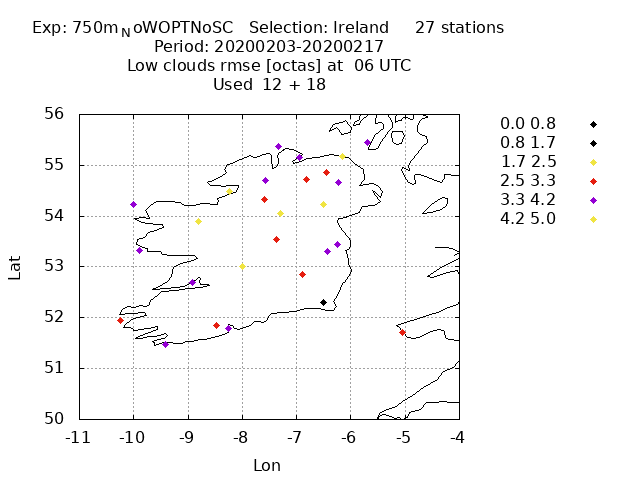 Exp: 750m_NoWOPTNoSC Selection: Ireland 27 stations
Period: 20200203-20200217
Low clouds rmse [octas] at 06 UTC
Used 12 + 18
56
55
54
53
52
51
50
-11 -10 -9 -8 -7 -6 -5 -4
Lat
Lon
0.0 0.8
0.8 1.7
1.7 2.5
2.5 3.3
3.3 4.2
4.2 5.0